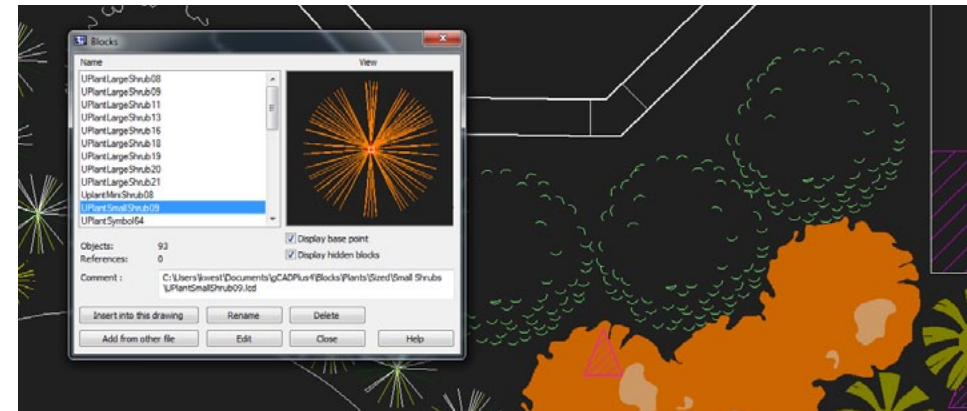 Blocks
Name
View
UPlantLargeShrub08
UPlantLargeShrub09
UPlantLargeShrub11
UPlantLargeShrub13
UPlantLargeShrub16
UPlantLargeShrub18
UPlantLargeShrub19
UPlantLargeShrub20
UPlantLargeShrub21
UplantMiniShrub08
UPlantSmallShrub09
UPlantSymbol64
Display base point
Objects: 93
Display hidden blocks
References: 0
Comment : C:\Users\kwest\Documents\gCADPlus4\Blocks\Plants\Sized\Small Shrubs
\UPlantSmallShrub09.lcd
Insert into this drawing Rename Delete
Add from other file Edit Close Help